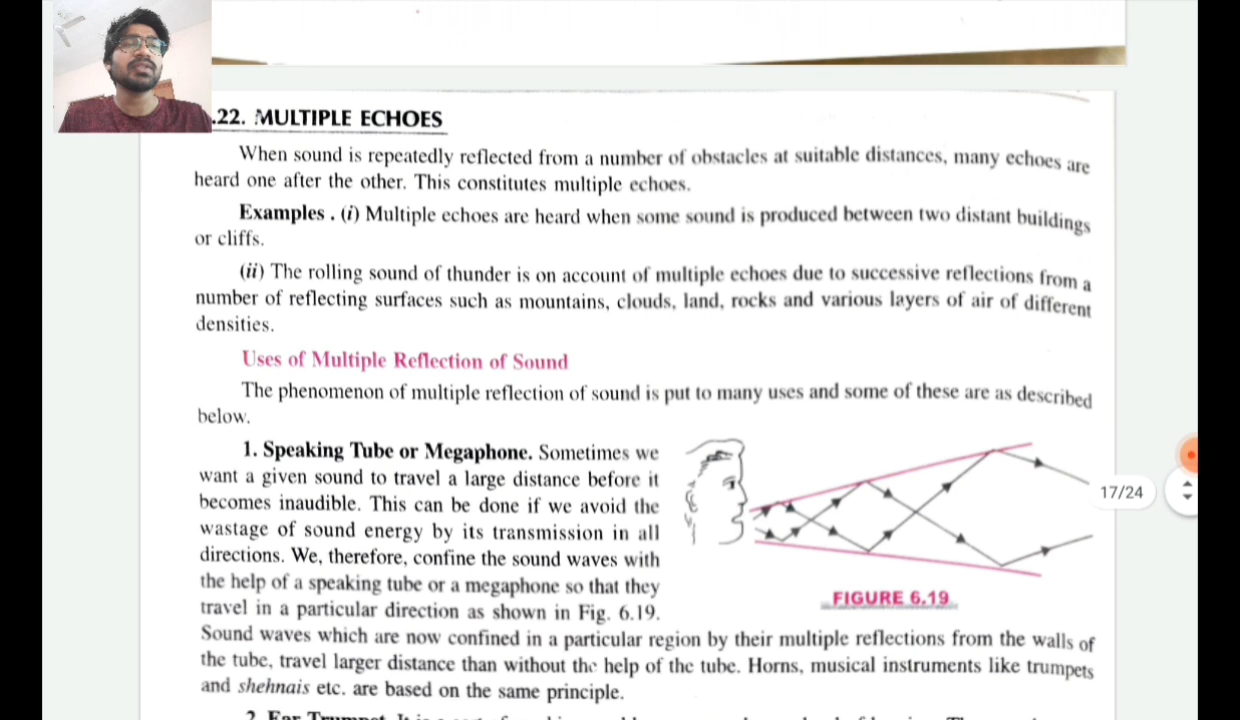 .22. MULTIPLE ECHOES
When sound is repeatedly reflected from a number of obstacles at suitable distances, many echoes are
heard one after the other. This constitutes multiple echoes.
Examples . (i) Multiple echoes are heard when some sound is produced between two distant buildings
or cliffs.
(ii) The rolling sound of thunder is on account of multiple echoes due to successive reflections from a
number of reflecting surfaces such as mountains, clouds, land, rocks and various layers of air of different
densities.
Uses of Multiple Reflection of Sound
The phenomenon of multiple reflection of sound is put to many uses and some of these are as described
below.
1. Speaking Tube or Megaphone. Sometimes we
want a given sound to travel a large distance before it
becomes inaudible. This can be done if we avoid the
wastage of sound energy by its transmission in all
directions. We, therefore, confine the sound waves with
the help of a speaking tube or a megaphone so that they
travel in a particular direction as shown in Fig. 6.19.
FIGURE 6.19
17/24
Sound waves which are now confined in a particular region by their multiple reflections from the walls of
the tube, travel larger distance than without the help of the tube. Horns, musical instruments like trumpets
and shehnais etc. are based on the same principle.
2. Ear Trumpet.